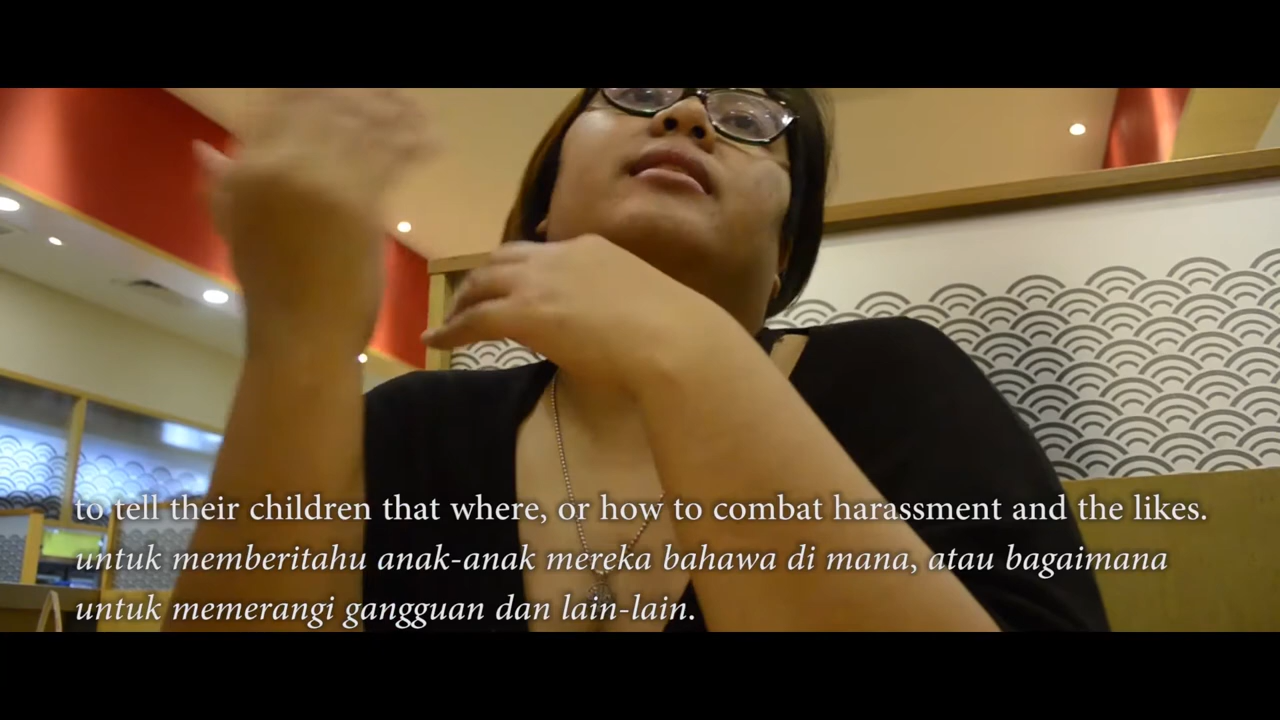 to tell their children that where, or how to combat harassment and the likes.
untuk memberitahu anak-anak mereka bahawa di mana, atau bagaimana
untuk memerangi gangguan dan lain-lain.